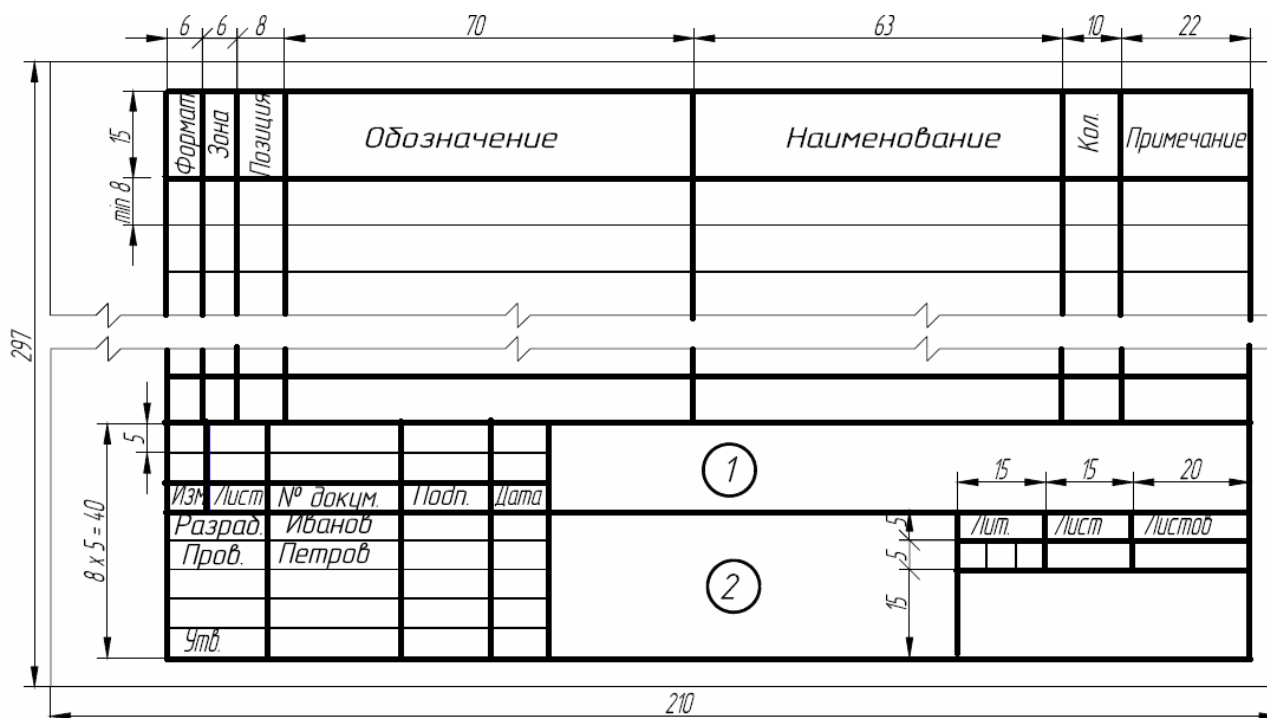 6 6 8 70 63 10 22
15 Формат Зона Позиция Обозначение Наименование Кол. Примечание
min 8
297
5
1
15 15 20
8 x 5 = 40
Изм Лист № докум. Подп. Дата
Разраб. Иванов 5 Лит. Лист Листов
Пров. Петров 5
2
15
Утв.
210